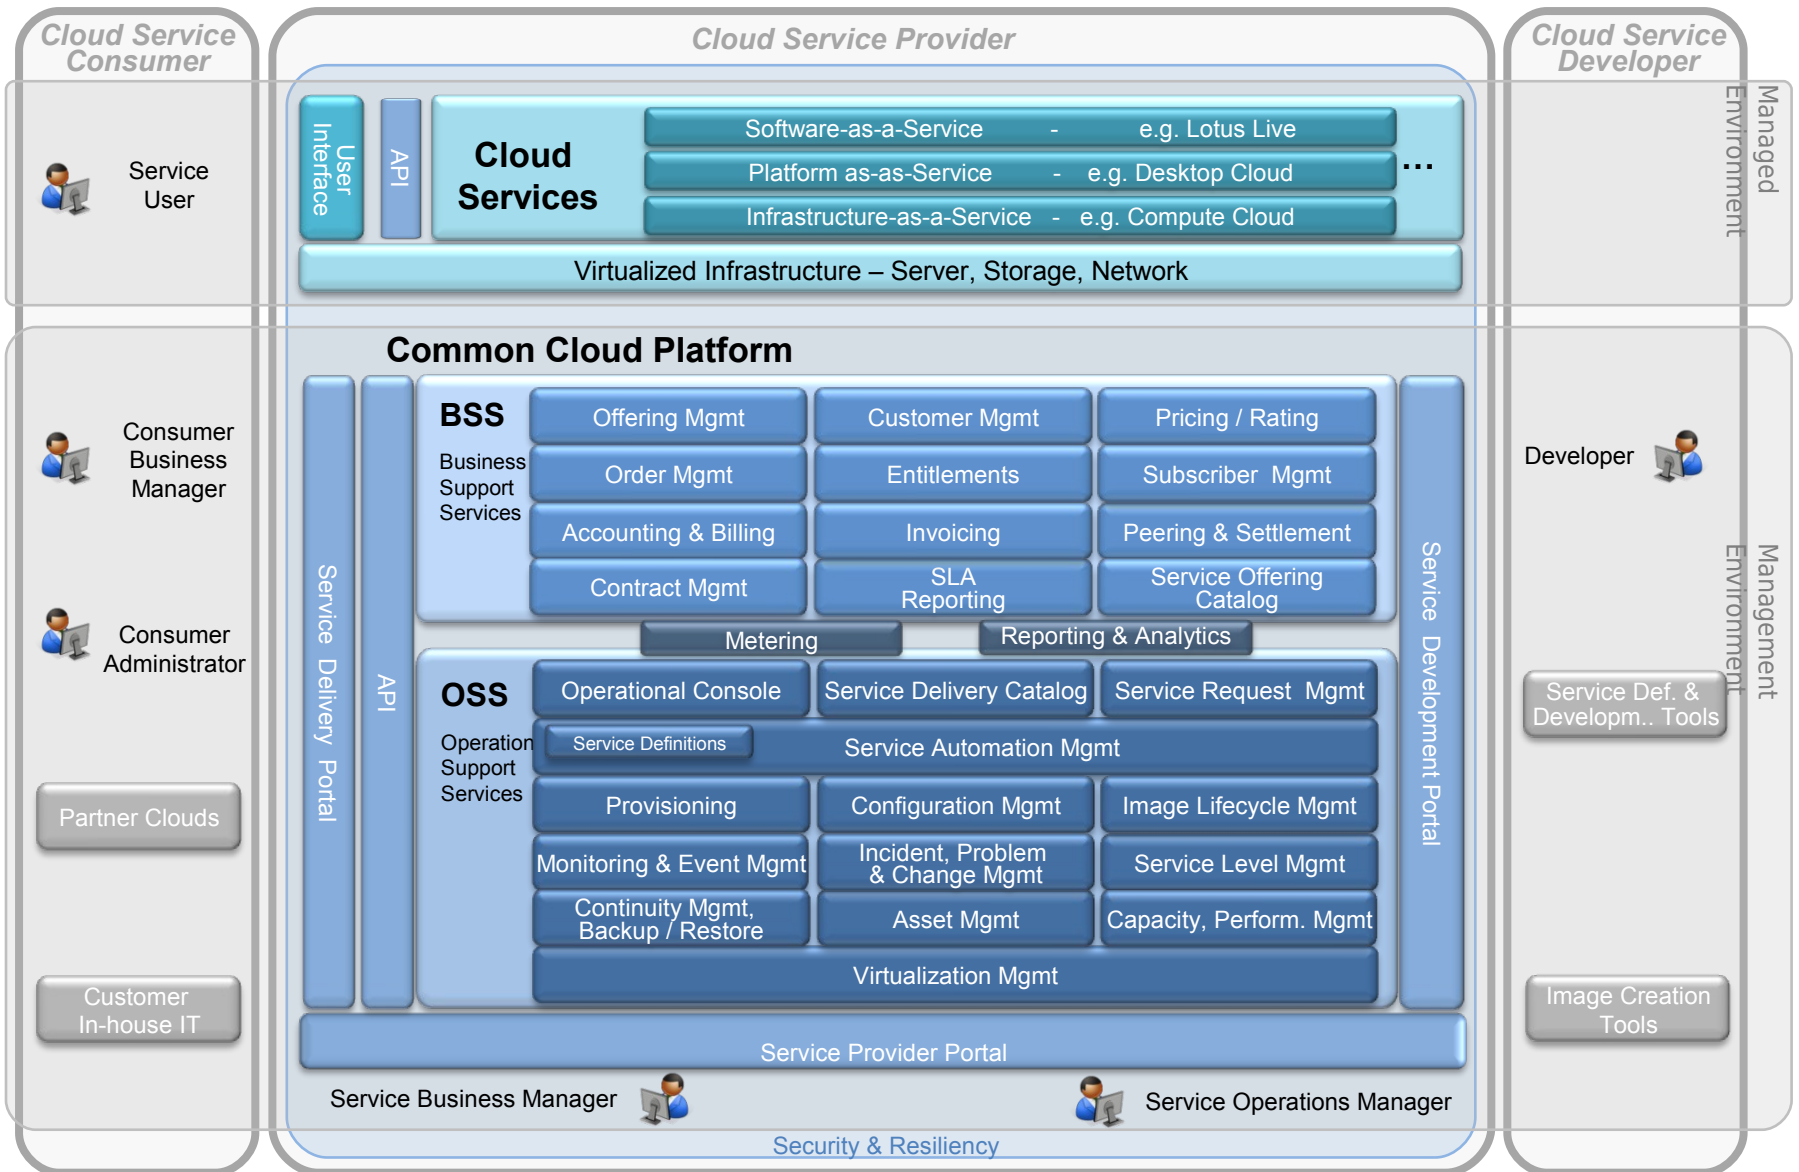 Cloud Service
Consumer
Cloud Service Provider
Cloud Service
Developer
Managed
Environment
User
Interface
API
Cloud
Services
Software-as-a-Service - e.g. Lotus Live
Platform as-as-Service - e.g. Desktop Cloud
Infrastructure-as-a-Service - e.g. Compute Cloud
...
Service
User
Virtualized Infrastructure – Server, Storage, Network
Common Cloud Platform
Consumer
Business
Manager
Consumer
Administrator
Partner Clouds
Customer
In-house IT
Service Delivery Portal
API
BSS
Business
Support
Services
Offering Mgmt
Customer Mgmt
Pricing / Rating
Order Mgmt
Entitlements
Subscriber Mgmt
Accounting & Billing
Invoicing
Peering & Settlement
Contract Mgmt
SLA
Reporting
Service Offering
Catalog
Metering
Reporting & Analytics
OSS
Operation
Support
Services
Operational Console
Service Delivery Catalog
Service Request Mgmt
Service Definitions
Service Automation Mgmt
Provisioning
Configuration Mgmt
Image Lifecycle Mgmt
Monitoring & Event Mgmt
Incident, Problem
& Change Mgmt
Service Level Mgmt
Continuity Mgmt,
Backup / Restore
Asset Mgmt
Capacity, Perform. Mgmt
Virtualization Mgmt
Service Development Portal
Developer
Management
Environment
Service Def. &
Developm.. Tools
Image Creation
Tools
Service Provider Portal
Service Business Manager
Service Operations Manager
Security & Resiliency